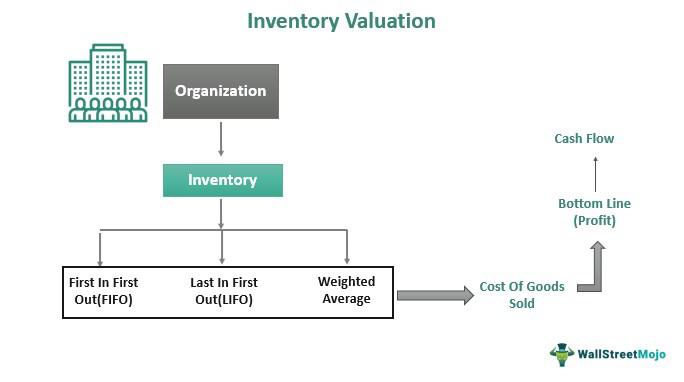 Inventory Valuation
Organization
Inventory
First In First
Out(FIFO)
Last In First
Out(LIFO)
Weighted
Average
Cost Of Goods
Sold
Bottom Line
(Profit)
Cash Flow
WallStreetMojo